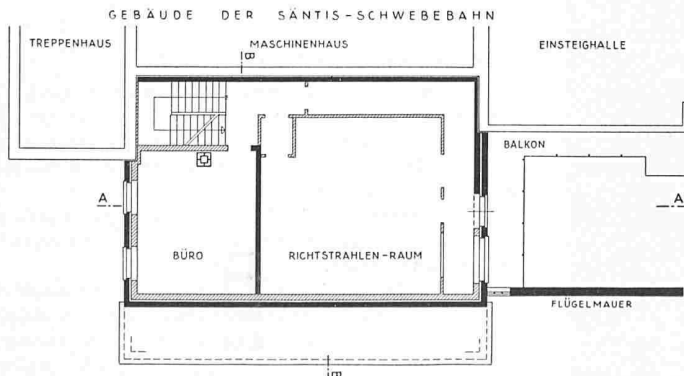 GEBÄUDE DER SÄNTIS-SCHWEBEBAHN
TREPPENHAUS
MASCHINENHAUS
EINSTEIGHALLE
B
BALKON
A
A
BÜRO
RICHTSTRAHLEN-RAUM
FLÜGELMAUER
B